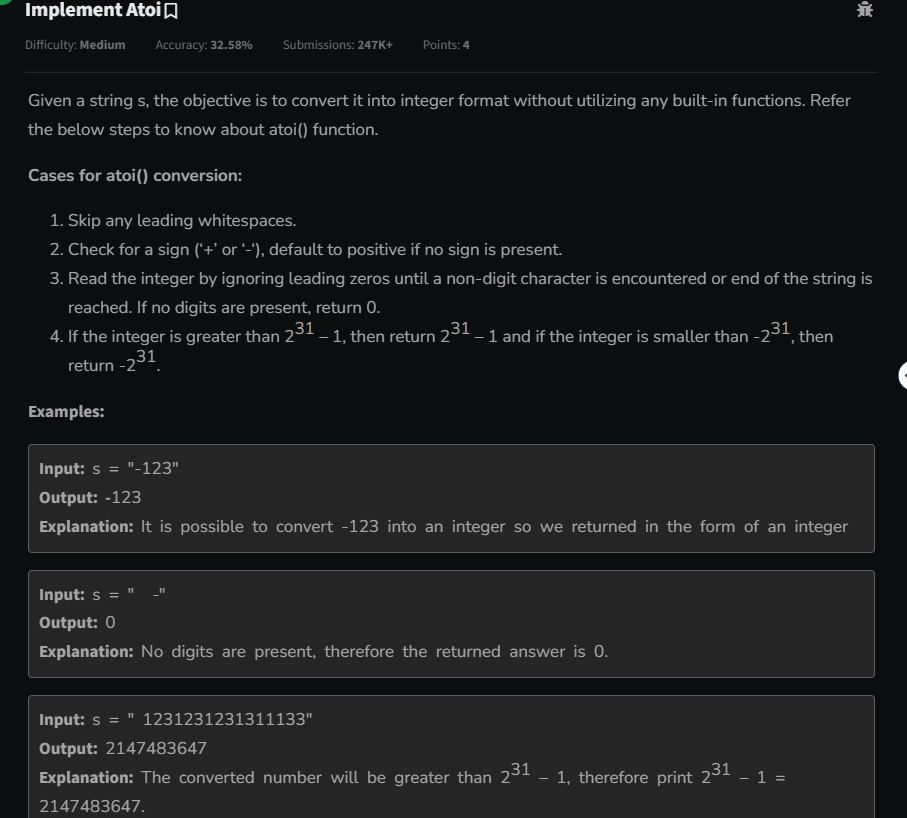 Implement Atoi
Difficulty: Medium Accuracy: 32.58% Submissions: 247K+ Points: 4
Given a string s, the objective is to convert it into integer format without utilizing any built-in functions. Refer
the below steps to know about atoi() function.
Cases for atoi() conversion:
1. Skip any leading whitespaces.
2. Check for a sign (‘+’ or ‘-‘), default to positive if no sign is present.
3. Read the integer by ignoring leading zeros until a non-digit character is encountered or end of the string is
reached. If no digits are present, return 0.
4. If the integer is greater than 2^31 – 1, then return 2^31 – 1 and if the integer is smaller than -2^31, then
return -2^31.
Examples:
Input: s = "-123"
Output: -123
Explanation: It is possible to convert -123 into an integer so we returned in the form of an integer
Input: s = "  -"
Output: 0
Explanation: No digits are present, therefore the returned answer is 0.
Input: s = " 1231231231311133"
Output: 2147483647
Explanation: The converted number will be greater than 2^31 – 1, therefore print 2^31 – 1 =
2147483647.